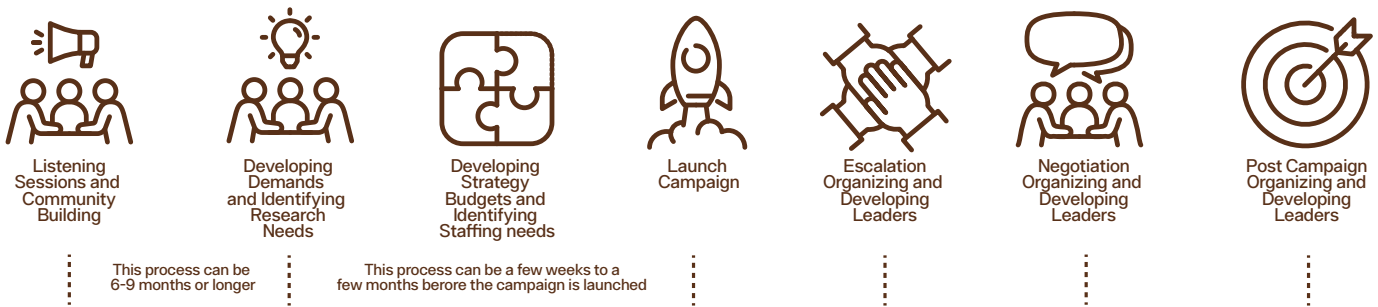 Listening
Sessions and
Community
Building
Developing
Demands
and Identifying
Research
Needs
Developing
Strategy
Budgets and
Identifying
Staffing needs
Launch
Campaign
Escalation
Organizing and
Developing
Leaders
Negotiation
Organizing and
Developing
Leaders
Post Campaign
Organizing and
Developing
Leaders
This process can be
6-9 months or longer
This process can be a few weeks to a
few months berore the campaign is launched